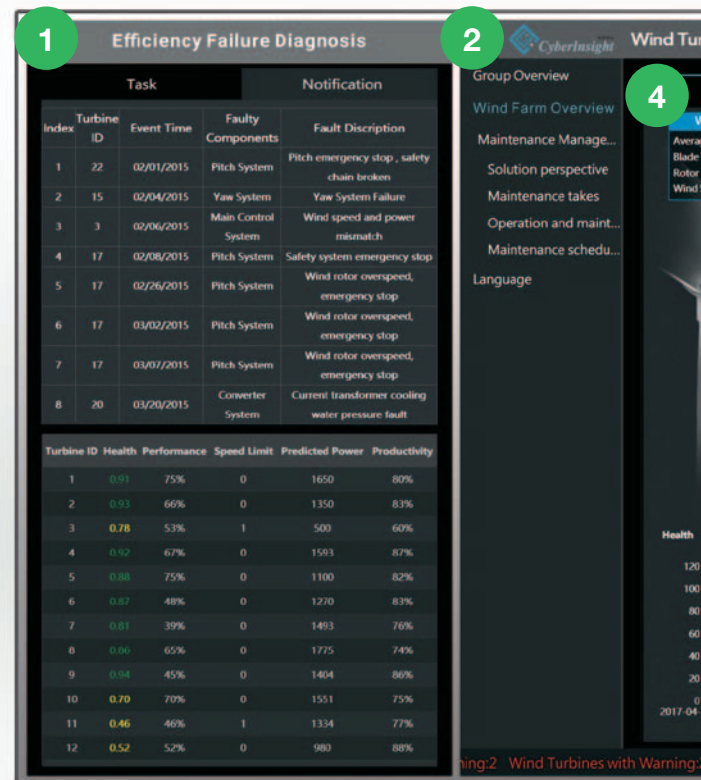 1
Efficiency Failure Diagnosis
Task Notification
Index Turbine ID Event Time Faulty Components Fault Discription
1 22 02/01/2015 Pitch System Pitch emergency stop , safety chain broken
2 15 02/04/2015 Yaw System Yaw System Failure
3 3 02/06/2015 Main Control System Wind speed and power mismatch
4 17 02/08/2015 Pitch System Safety system emergency stop
5 17 02/26/2015 Pitch System Wind rotor overspeed, emergency stop
6 17 03/02/2015 Pitch System Wind rotor overspeed, emergency stop
7 17 03/07/2015 Pitch System Wind rotor overspeed, emergency stop
8 20 03/20/2015 Converter System Current transformer cooling water pressure fault
Turbine ID Health Performance Speed Limit Predicted Power Productivity
1 0.91 75% 0 1650 80%
2 0.93 66% 0 1350 83%
3 0.78 53% 1 500 60%
4 0.92 67% 0 1593 87%
5 0.88 75% 0 1100 82%
6 0.87 48% 0 1270 83%
7 0.81 39% 0 1493 76%
8 0.86 65% 0 1775 74%
9 0.94 45% 0 1404 86%
10 0.70 70% 0 1551 75%
11 0.46 46% 1 1334 77%
12 0.52 52% 0 980 88%
2
CyberInsight Wind Tur
Group Overview
Wind Farm Overview
Maintenance Manage...
Solution perspective
Maintenance takes
Operation and maint...
Maintenance schedu...
Language
4
W
Avera
Blade
Rotor
Wind
Health
120
100
80
60
40
20
0
2017-04
ning:2 Wind Turbines with Warning: